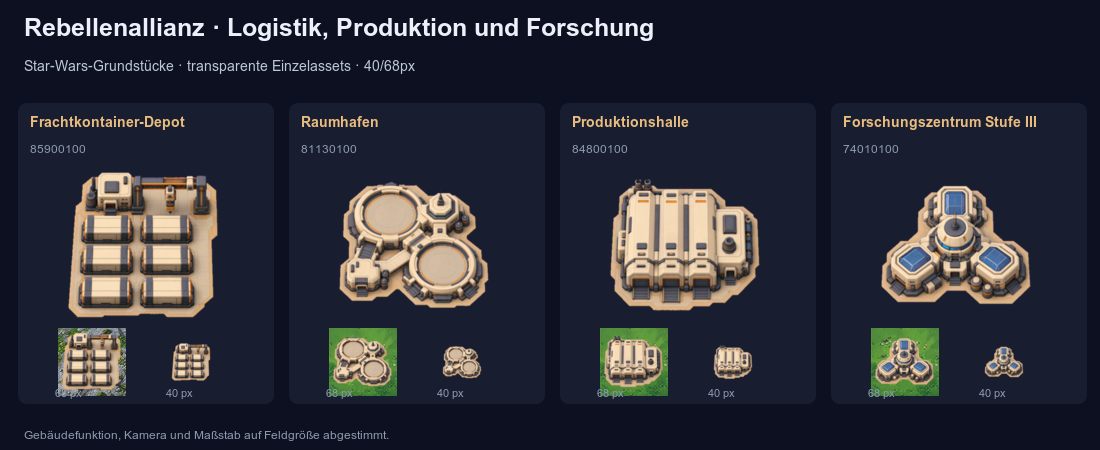 Rebellenallianz · Logistik, Produktion und Forschung
Star-Wars-Grundstücke · transparente Einzelassets · 40/68px
Frachtkontainer-Depot
85900100
68 px
40 px
Raumhafen
81130100
68 px
40 px
Produktionshalle
84800100
68 px
40 px
Forschungszentrum Stufe III
74010100
68 px
40 px
Gebäudefunktion, Kamera und Maßstab auf Feldgröße abgestimmt.